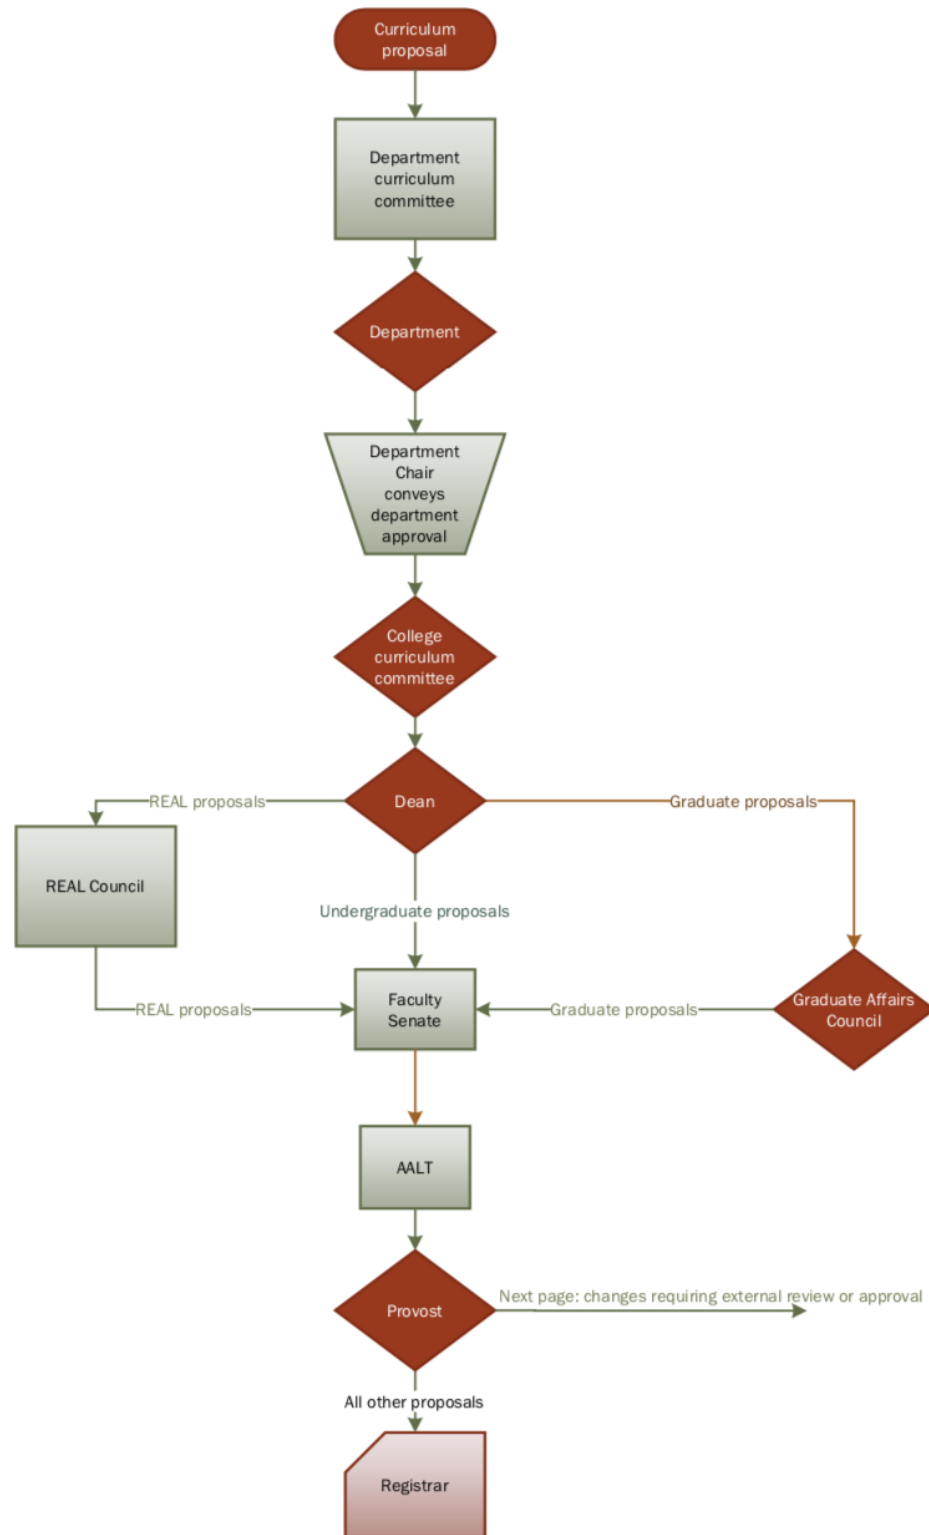 Curriculum
proposal
Department
curriculum
committee
Department
Department
Chair
conveys
department
approval
College
curriculum
committee
Dean
REAL proposals
Graduate proposals
REAL Council
Undergraduate proposals
Faculty
Senate
REAL proposals
Graduate proposals
Graduate Affairs
Council
AALT
Provost
Next page: changes requiring external review or approval
All other proposals
Registrar